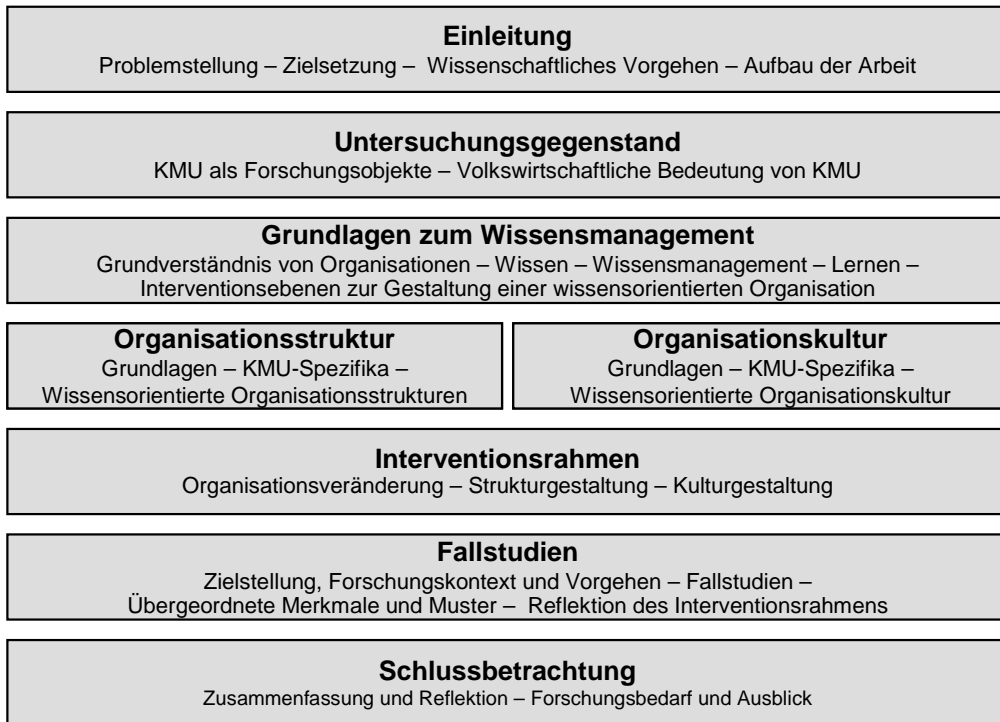 Einleitung
Problemstellung – Zielsetzung – Wissenschaftliches Vorgehen – Aufbau der Arbeit
Untersuchungsgegenstand
KMU als Forschungsobjekte – Volkswirtschaftliche Bedeutung von KMU
Grundlagen zum Wissensmanagement
Grundverständnis von Organisationen – Wissen – Wissensmanagement – Lernen –
Interventionsebenen zur Gestaltung einer wissensorientierten Organisation
Organisationsstruktur
Grundlagen – KMU-Spezifika –
Wissensorientierte Organisationsstrukturen
Organisationskultur
Grundlagen – KMU-Spezifika –
Wissensorientierte Organisationskultur
Interventionsrahmen
Organisationsveränderung – Strukturgestaltung – Kulturgestaltung
Fallstudien
Zielstellung, Forschungskontext und Vorgehen – Fallstudien –
Übergeordnete Merkmale und Muster – Reflektion des Interventionsrahmens
Schlussbetrachtung
Zusammenfassung und Reflektion – Forschungsbedarf und Ausblick